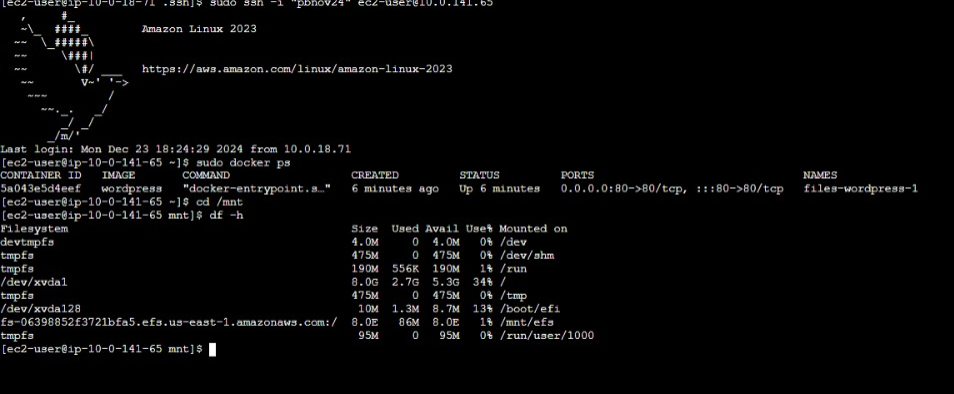 [ec2-user@ip-10-0-18-71 .ssh]$ sudo ssh -i "pbnov24" ec2-user@10.0.141.65
   ,     #_
   ~\_  ####_        Amazon Linux 2023
  ~~  \_#####\
  ~~     \###|
  ~~       \#/ ___   https://aws.amazon.com/linux/amazon-linux-2023
   ~~       V~' '->
    ~~~         /
      ~~._.   _/
         _/ _/
       _/m/'
Last login: Mon Dec 23 18:24:29 2024 from 10.0.18.71
[ec2-user@ip-10-0-141-65 ~]$ sudo docker ps
CONTAINER ID   IMAGE       COMMAND                  CREATED         STATUS         PORTS                               NAMES
5a043e5d4eef   wordpress   "docker-entrypoint.s…"   6 minutes ago   Up 6 minutes   0.0.0.0:80->80/tcp, :::80->80/tcp   files-wordpress-1
[ec2-user@ip-10-0-141-65 ~]$ cd /mnt
[ec2-user@ip-10-0-141-65 mnt]$ df -h
Filesystem                                          Size  Used Avail Use% Mounted on
devtmpfs                                            4.0M     0  4.0M   0% /dev
tmpfs                                               475M     0  475M   0% /dev/shm
tmpfs                                               190M  556K  190M   1% /run
/dev/xvda1                                          8.0G  2.7G  5.3G  34% /
tmpfs                                               475M     0  475M   0% /tmp
/dev/xvda128                                         10M  1.3M  8.7M  13% /boot/efi
fs-06398852f3721bfa5.efs.us-east-1.amazonaws.com:/  8.0E   86M  8.0E   1% /mnt/efs
tmpfs                                                95M     0   95M   0% /run/user/1000
[ec2-user@ip-10-0-141-65 mnt]$